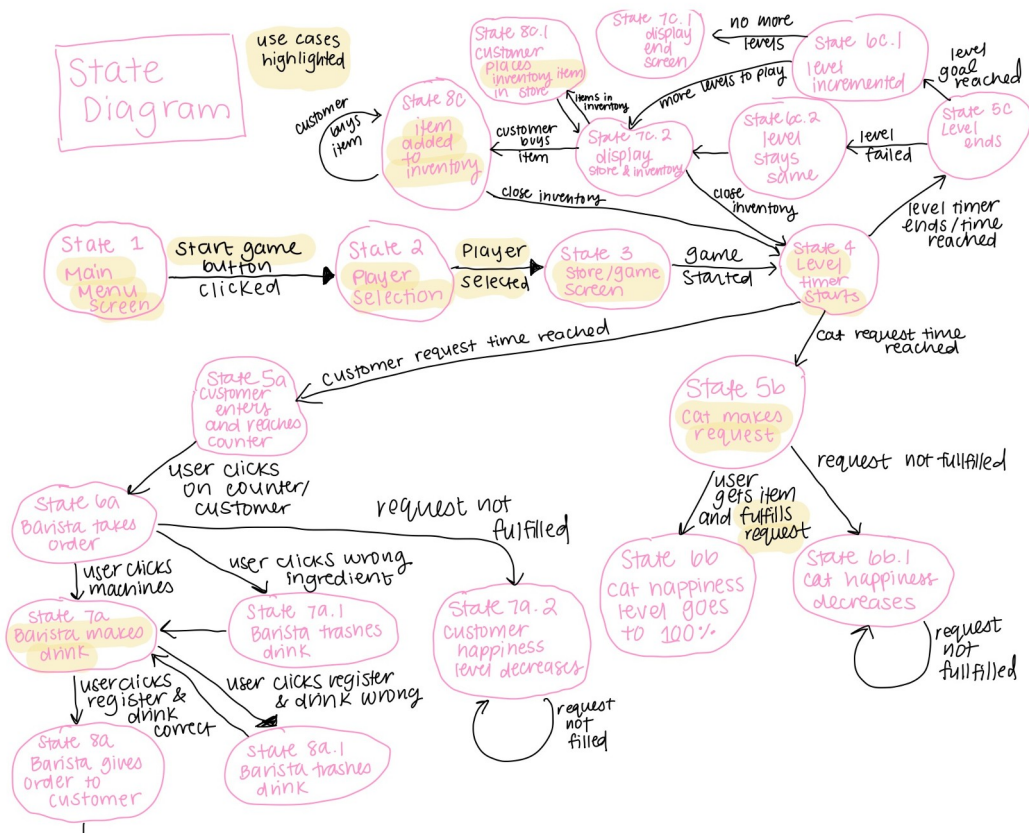 State
Diagram
use cases
highlighted
State 8c.1
customer
places
inventory item
in store
State 7c.1
display
end
screen
no more
levels
State 6c.1
level
incremented
level
goal
reached
more levels to play
State 8c
item
added
to
inventory
customer
buys
item
items in
inventory
customer
buys
item
State 7c.2
display
store & inventory
State 6c.2
level
stays
same
level
failed
State 5c
Level
ends
close inventory
close
inventory
level timer
ends/time
reached
State 1
Main
Menu
Screen
start game
button
clicked
State 2
Player
Selection
Player
selected
State 3
Store/game
screen
game
started
State 4
Level
timer
starts
customer request time reached
cat request time
reached
State 5a
customer
enters
and reaches
counter
State 5b
cat makes
request
user clicks
on counter/
customer
request not
fulfilled
user
gets item
and fulfills
request
request not fullfilled
State 6a
Barista takes
order
user clicks
machines
user clicks wrong
ingredient
State 6b
cat happiness
level goes
to 100%
State 6b.1
cat happiness
decreases
request
not
fullfilled
State 7a
Barista makes
drink
State 7a.1
Barista trashes
drink
State 7a.2
customer
happiness
level decreases
request
not
filled
user clicks
register &
drink
correct
user clicks register
& drink wrong
State 8a
Barista gives
order to
customer
State 8a.1
Barista trashes
drink